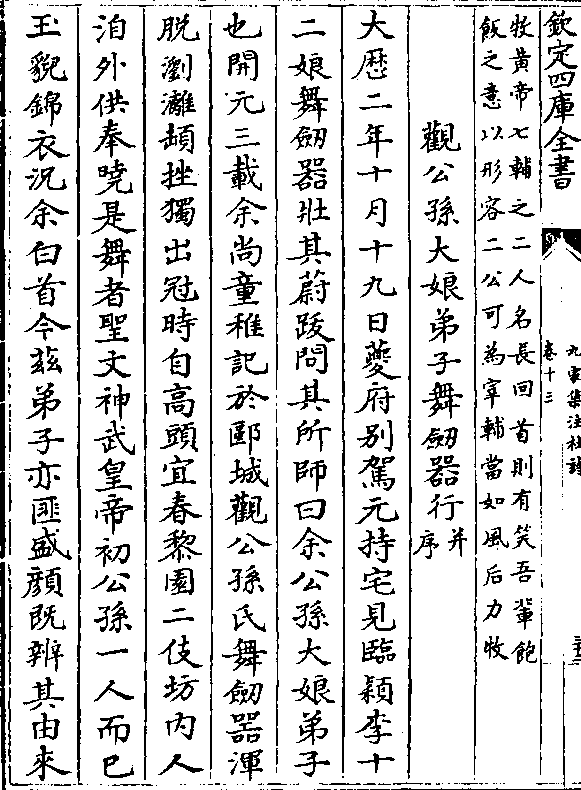 欽定四庫全書
九家集注杜詩
卷十三
牧黄帝七輔之二人名長回首則有笑吾輩飽
飯之意以形容二公可為宰輔當如風后力牧
觀公孫大娘弟子舞劒器行并序
大厯二年十月十九日夔府别駕元持宅見臨潁李十
二娘舞劒器壯其蔚跂問其所師曰余公孫大娘弟子
也開元三載余尚童稚記於郾城觀公孫氏舞劒器渾
脱瀏灕頓挫獨出冠時自高頭宜春黎園二伎坊内人
洎外供奉曉是舞者聖文神武皇帝初公孫一人而已
玉貌錦衣況余白首今兹弟子亦匪盛顔既辨其由來